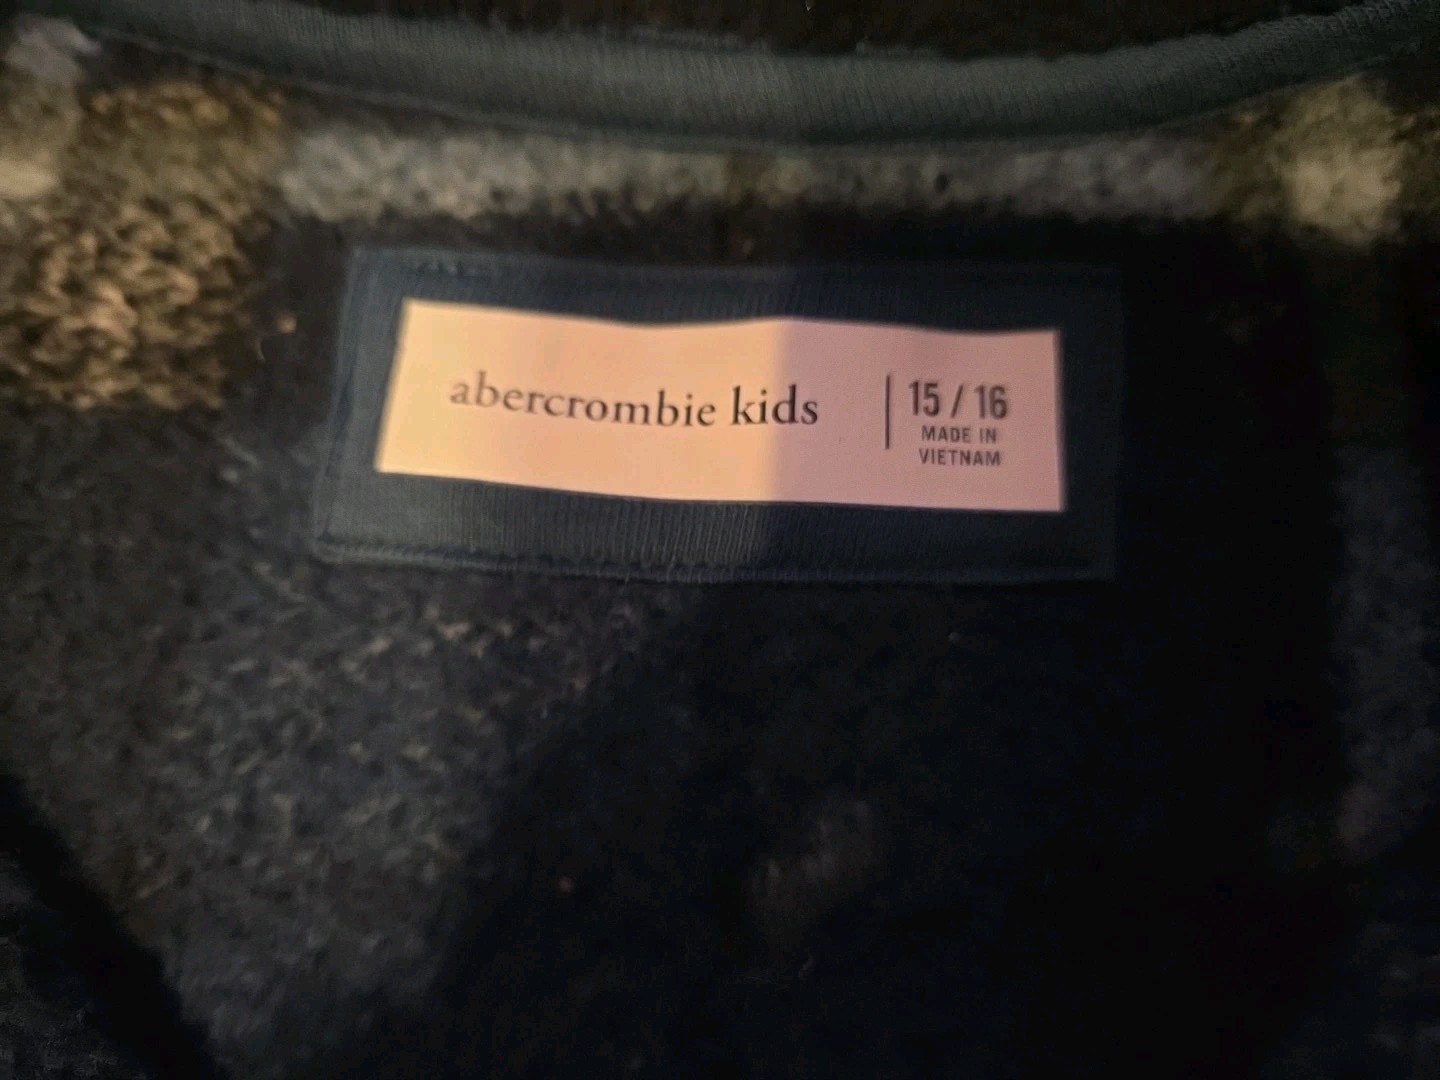 abercrombie kids
15 / 16
MADE IN
VIETNAM